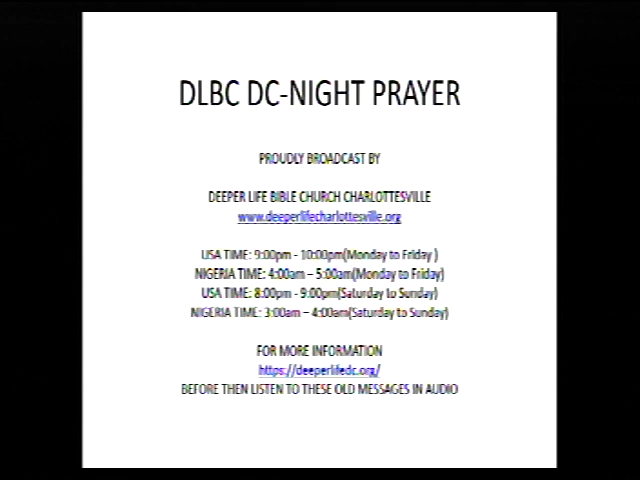 DLBC DC-NIGHT PRAYER
PROUDLY BROADCAST BY
DEEPER LIFE BIBLE CHURCH CHARLOTTESVILLE
www.deeperlifecharlottesville.org
USA TIME: 9:00pm - 10:00pm(Monday to Friday )
NIGERIA TIME: 4:00am – 5:00am(Monday to Friday)
USA TIME: 8:00pm - 9:00pm(Saturday to Sunday)
NIGERIA TIME: 3:00am – 4:00am(Saturday to Sunday)
FOR MORE INFORMATION
https://deeperlifedc.org/
BEFORE THEN LISTEN TO THESE OLD MESSAGES IN AUDIO